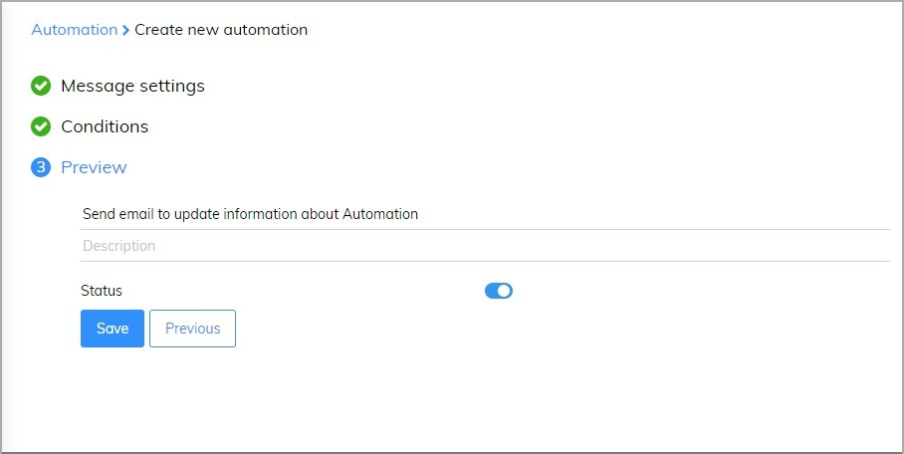 Automation > Create new automation
Message settings
Conditions
3 Preview
Send email to update information about Automation
Description
Status
Save Previous